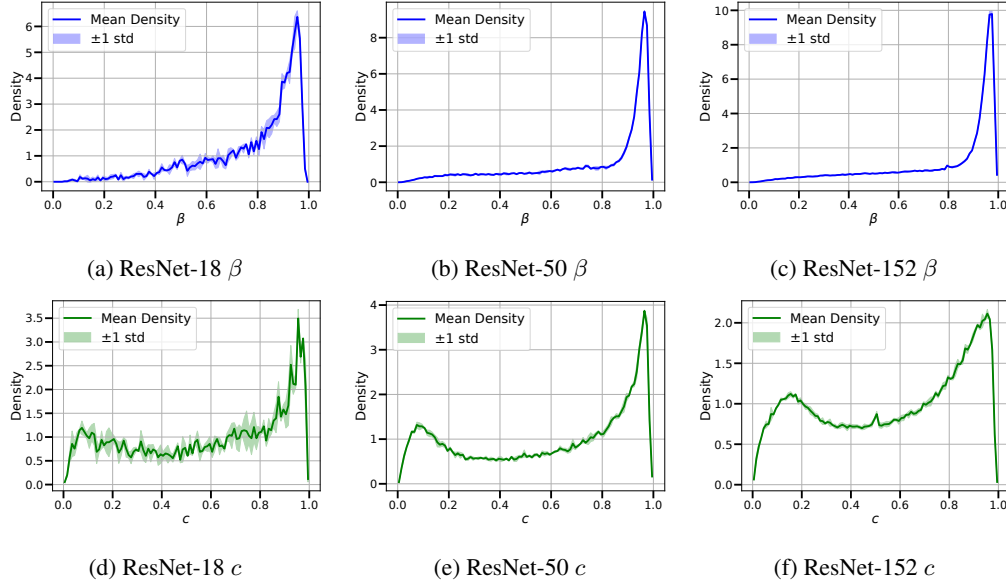 Mean Density
±1 std
Density
6
5
4
3
2
1
0
0.0 0.2 0.4 0.6 0.8 1.0
β
(a) ResNet-18 β
Mean Density
±1 std
Density
8
6
4
2
0
0.0 0.2 0.4 0.6 0.8 1.0
β
(b) ResNet-50 β
Mean Density
±1 std
Density
10
8
6
4
2
0
0.0 0.2 0.4 0.6 0.8 1.0
β
(c) ResNet-152 β
Mean Density
±1 std
Density
3.5
3.0
2.5
2.0
1.5
1.0
0.5
0.0
0.0 0.2 0.4 0.6 0.8 1.0
c
(d) ResNet-18 c
Mean Density
±1 std
Density
4
3
2
1
0
0.0 0.2 0.4 0.6 0.8 1.0
c
(e) ResNet-50 c
Mean Density
±1 std
Density
2.0
1.5
1.0
0.5
0.0
0.0 0.2 0.4 0.6 0.8 1.0
c
(f) ResNet-152 c